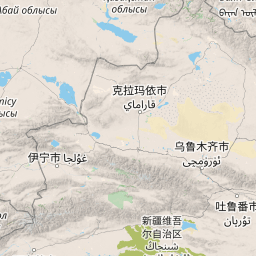 Абай облысы
облысы
克拉玛依市
قاراماي
乌鲁木齐市
ئۈرۈمچى
伊宁市 غۇلجا
吐鲁番市
تۇرپان
新疆维吾
尔自治区
شىنجاڭ